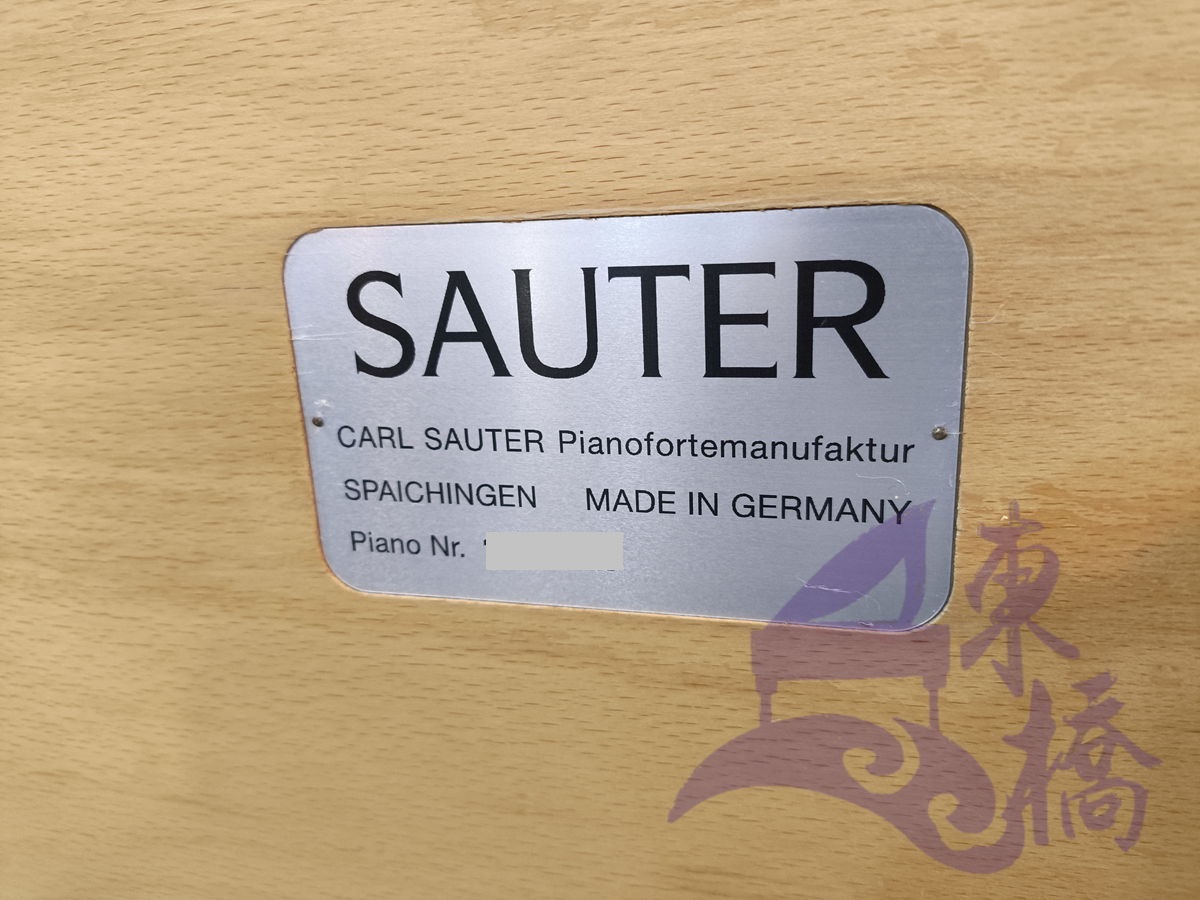 SAUTER
CARL SAUTER Pianofortemanufaktur
SPAICHINGEN MADE IN GERMANY
Piano Nr.
東橋